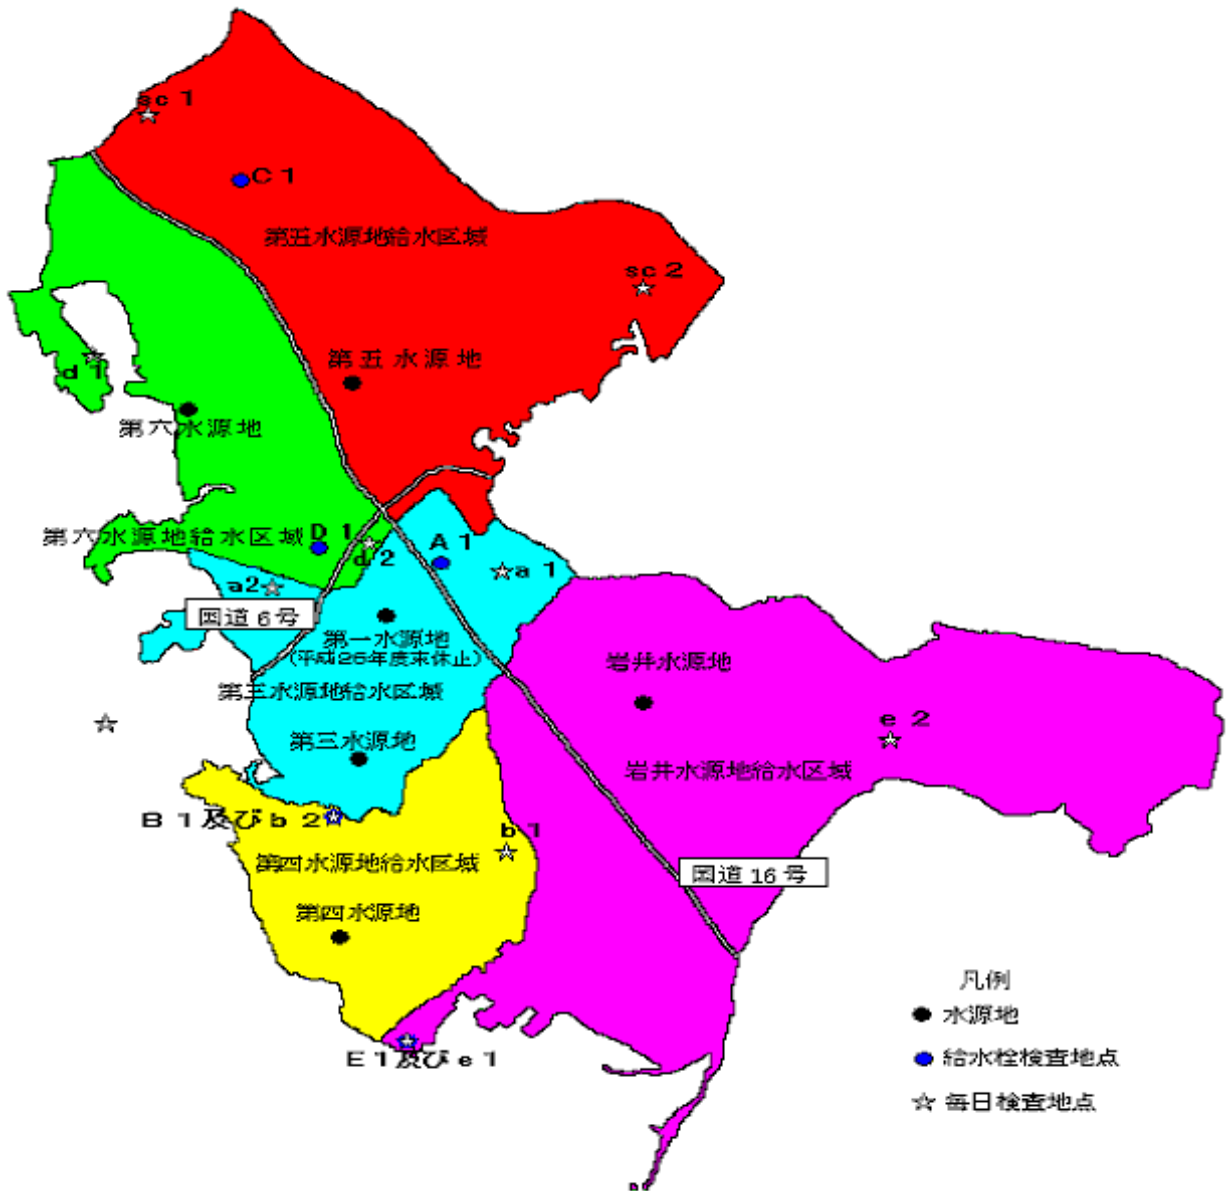 sc 1
C 1
第五水源地給水区域
sc 2
第五水源地
d 1
第六水源地
第六水源地給水区域
D 1
d 2
A 1
a 1
a2
国道6号
第一水源地
(平成26年度末休止)
第三水源地給水区域
岩井水源地
e 2
第三水源地
岩井水源地給水区域
B 1及びb 2
b 1
第四水源地給水区域
国道16号
第四水源地
E 1及びe 1
凡例
水源地
給水栓検査地点
毎日検査地点